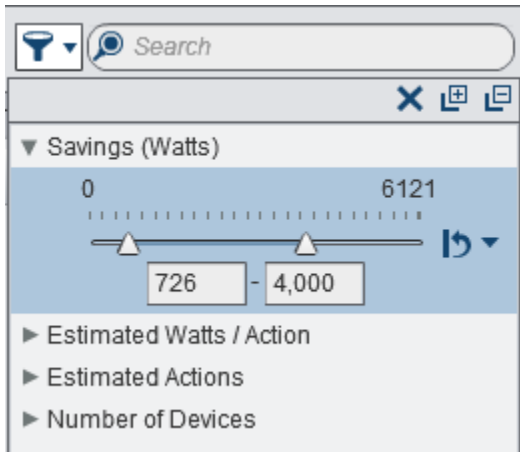 Search
Savings (Watts)
0 6121
726 - 4,000
Estimated Watts / Action
Estimated Actions
Number of Devices